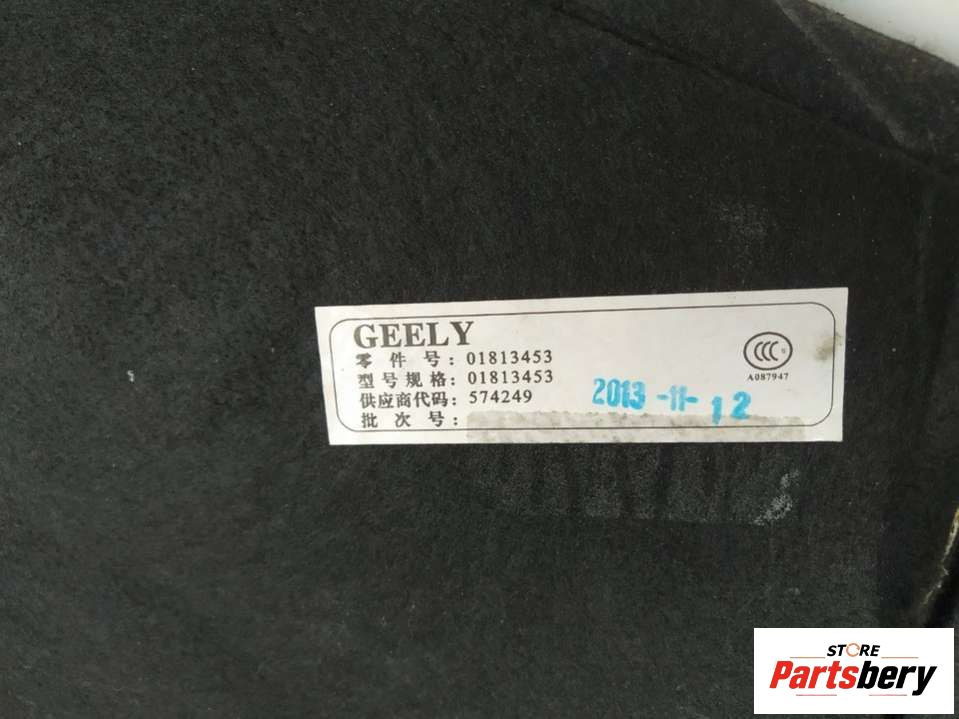 GEELY
零件号：01813453
型号规格：01813453
供应商代码：574249
批次号：
2013-11-12
CCC S
A087947
STORE
Partsbery